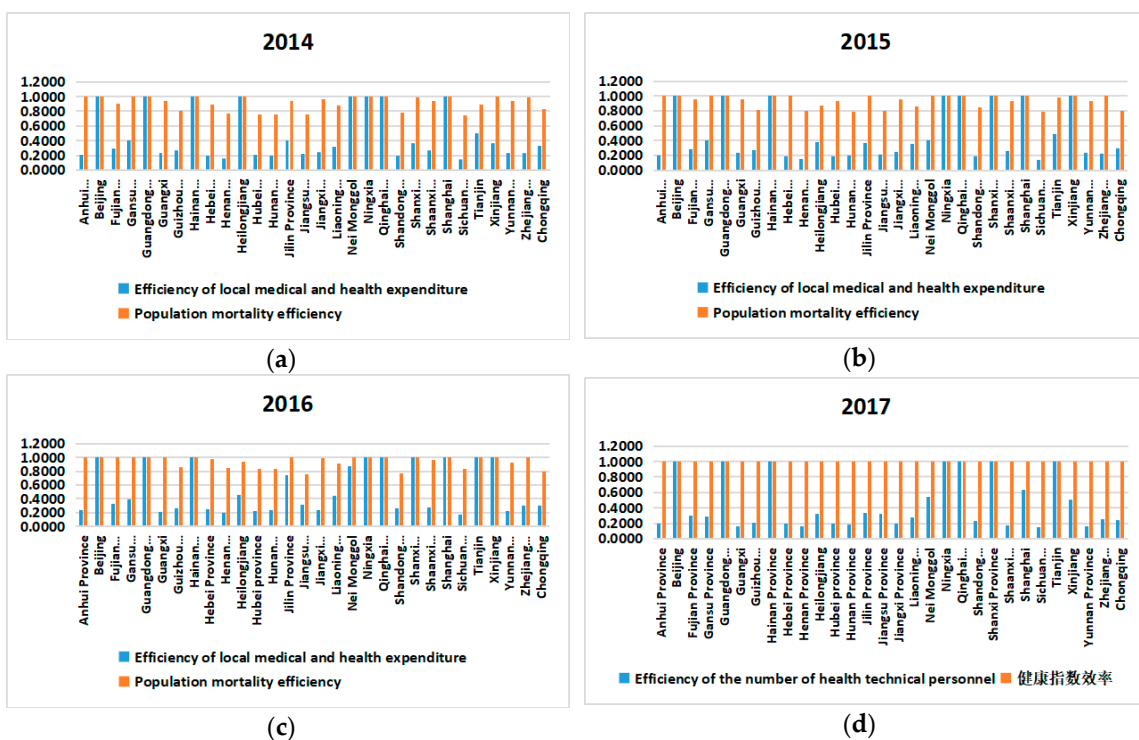 2014
1.2000
1.0000
0.8000
0.6000
0.4000
0.2000
0.0000
Anhui...
Beijing
Fujian...
Gansu...
Guangdong...
Guangxi
Guizhou...
Hainan...
Hebei...
Henan...
Heilongjiang
Hubei...
Hunan...
Jilin Province
Jiangsu...
Jiangxi...
Liaoning...
Nei Monggol
Ningxia
Qinghai...
Shandong...
Shanxi...
Shaanxi...
Shanghai
Sichuan...
Tianjin
Xinjiang
Yunnan...
Zhejiang...
Chongqing
Efficiency of local medical and health expenditure
Population mortality efficiency
(a)
2015
1.2000
1.0000
0.8000
0.6000
0.4000
0.2000
0.0000
Anhui...
Beijing
Fujian...
Gansu...
Guangdong...
Guangxi
Guizhou...
Hainan...
Hebei...
Henan...
Heilongjiang
Hubei...
Hunan...
Jilin Province
Jiangsu...
Jiangxi...
Liaoning...
Nei Monggol
Ningxia
Qinghai...
Shandong...
Shanxi...
Shaanxi...
Shanghai
Sichuan...
Tianjin
Xinjiang
Yunnan...
Zhejiang...
Chongqing
Efficiency of local medical and health expenditure
Population mortality efficiency
(b)
2016
1.2000
1.0000
0.8000
0.6000
0.4000
0.2000
0.0000
Anhui Province
Beijing
Fujian...
Gansu...
Guangdong...
Guangxi
Guizhou...
Hainan...
Hebei Province
Henan...
Heilongjiang
Hubei province
Hunan...
Jilin Province
Jiangsu...
Jiangxi...
Liaoning...
Nei Monggol
Ningxia
Qinghai...
Shandong...
Shanxi...
Shaanxi...
Shanghai
Sichuan...
Tianjin
Xinjiang
Yunnan...
Zhejiang...
Chongqing
Efficiency of local medical and health expenditure
Population mortality efficiency
(c)
2017
1.2000
1.0000
0.8000
0.6000
0.4000
0.2000
0.0000
Anhui Province
Beijing
Fujian Province
Gansu Province
Guangdong...
Guangxi
Guizhou...
Hainan Province
Hebei Province
Henan Province
Heilongjiang
Hubei province
Hunan Province
Jilin Province
Jiangsu Province
Jiangxi Province
Liaoning...
Nei Monggol
Ningxia
Qinghai...
Shandong...
Shanxi Province
Shaanxi...
Shanghai
Sichuan...
Tianjin
Xinjiang
Yunnan Province
Zhejiang...
Chongqing
Efficiency of the number of health technical personnel 健康指数效率
(d)